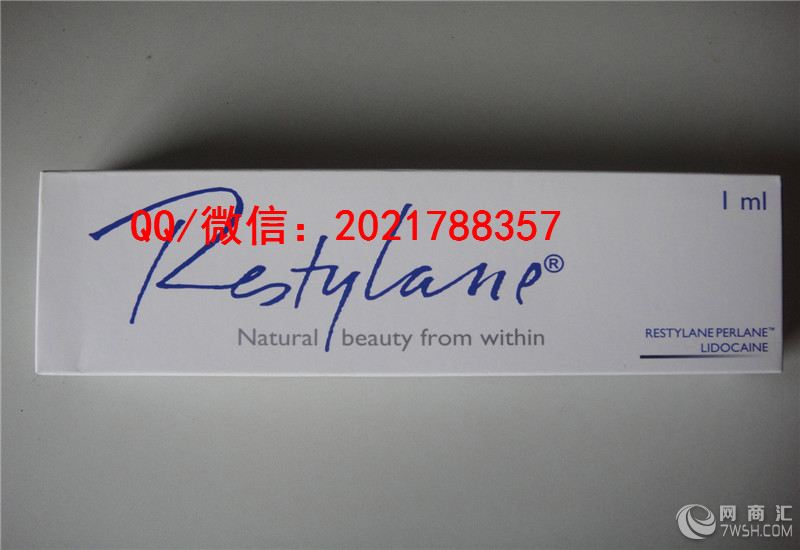 1 ml
QQ/微信：2021788357
Restylane®
Natural beauty from within
RESTYLANE PERLANE™
LIDOCAINE
网商汇
7WSH.COM